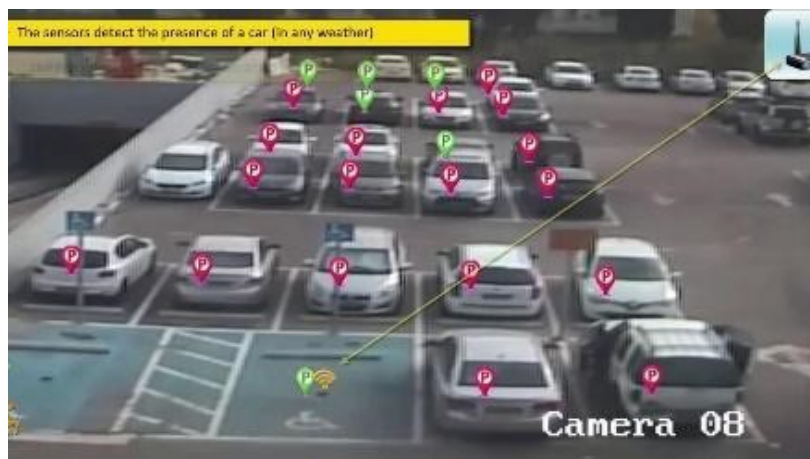 The sensors detect the presence of a car (in any weather)
P P P
P
P P P P
P
P P P
P P P P
P P P P P
P
P P
Camera 08